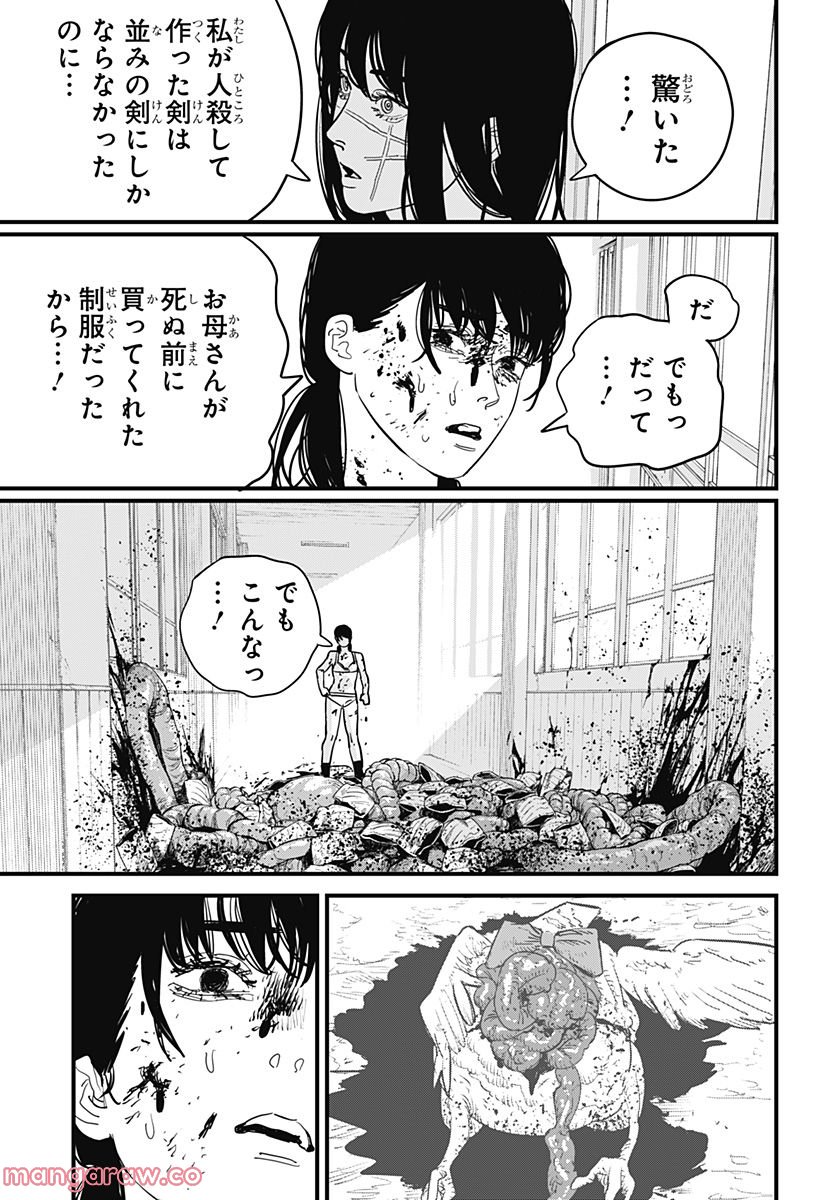 驚いた
…！
私が人殺して
作った剣は
並みの剣にしか
ならなかった
のに…
だ
でもっ
だって
…！
お母さんが
死ぬ前に
買ってくれた
制服だった
から…！
でも
こんなっ
…！
mangaraw.co